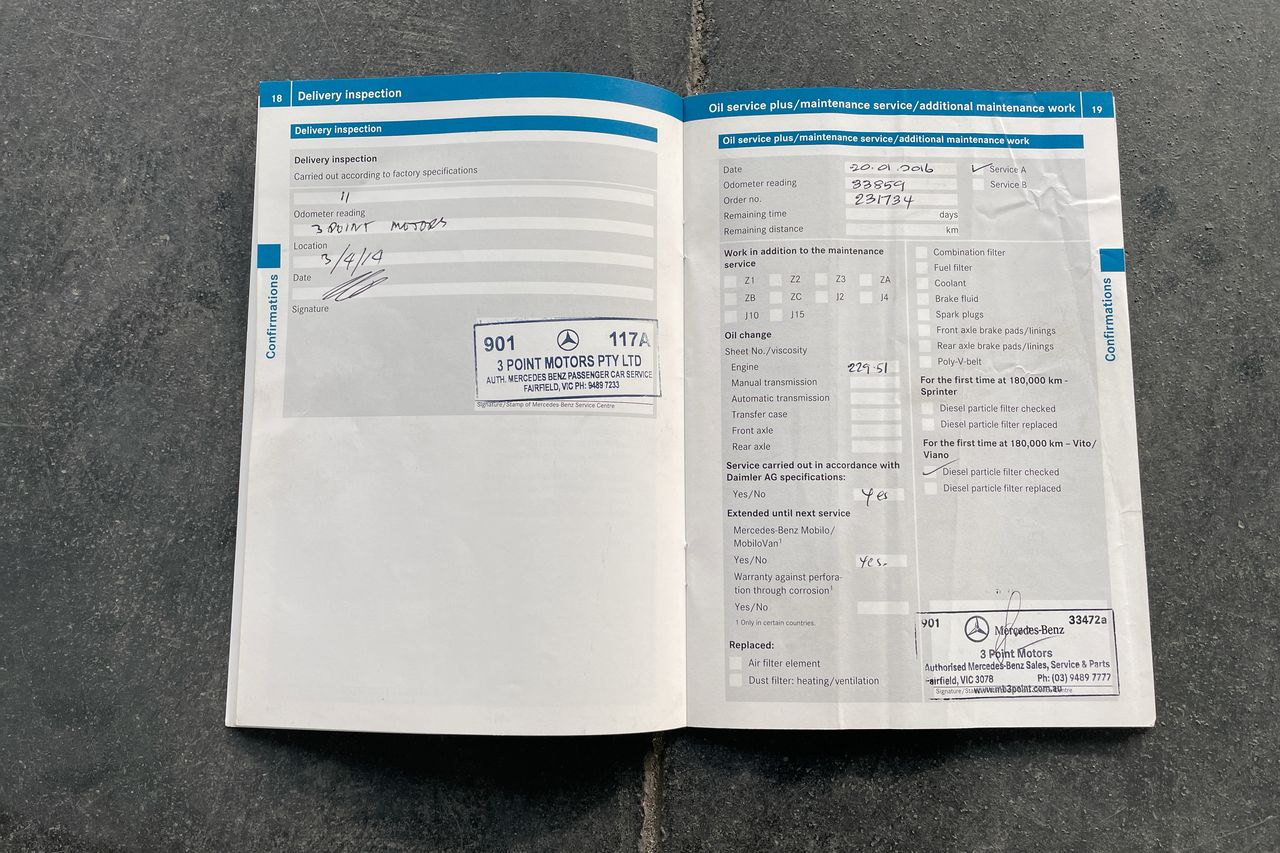 18 Delivery inspection
Delivery inspection
Delivery inspection
Carried out according to factory specifications
11
Odometer reading
3 POINT MOTORS
Location
3/4/14
Date
Signature
Confirmations
901 117A
3 POINT MOTORS PTY LTD
AUTH. MERCEDES BENZ PASSENGER CAR SERVICE
FAIRFIELD, VIC PH: 9489 7233
Signature/Stamp of Mercedes Benz Service Centre
Oil service plus/maintenance service/additional maintenance work 19
Oil service plus/maintenance service/additional maintenance work
Date 20.01.2016
Odometer reading 33859
Order no. 231734
Remaining time days
Remaining distance km
Service A
Service B
Work in addition to the maintenance
service
Z1 Z2 Z3 ZA
ZB ZC J2 J4
J10 J15
Oil change
Sheet No./viscosity
Engine 229.51
Manual transmission
Automatic transmission
Transfer case
Front axle
Rear axle
Service carried out in accordance with
Daimler AG specifications:
Yes/No Yes
Extended until next service
Mercedes-Benz Mobilo/
MobiloVan¹
Yes/No Yes.
Warranty against perfora-
tion through corrosion¹
Yes/No
1 Only in certain countries.
Replaced:
Air filter element
Dust filter: heating/ventilation
Combination filter
Fuel filter
Coolant
Brake fluid
Spark plugs
Front axle brake pads/linings
Rear axle brake pads/linings
Poly-V-belt
For the first time at 180,000 km -
Sprinter
Diesel particle filter checked
Diesel particle filter replaced
For the first time at 180,000 km – Vito/
Viano
Diesel particle filter checked
Diesel particle filter replaced
Confirmations
901 Mercedes-Benz 33472a
3 Point Motors
Authorised Mercedes-Benz Sales, Service & Parts
Fairfield, VIC 3078 Ph: (03) 9489 7777
www.mb3point.com.au